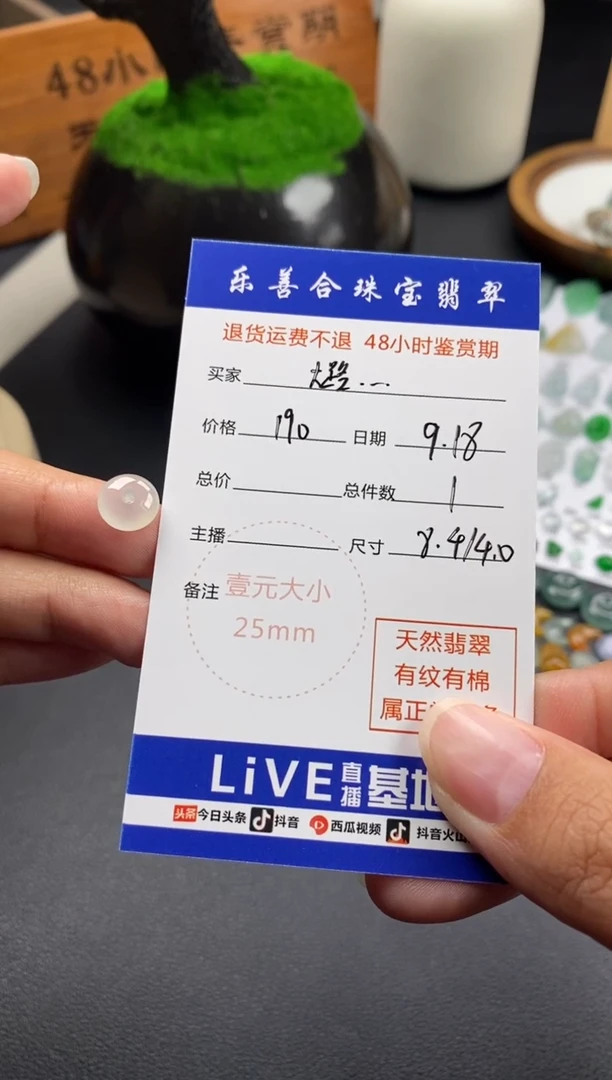 48小
乐善合珠宝翡翠
退货运费不退 48小时鉴赏期
买家
价格 190 日期 9.18
总价 总件数 1
主播 尺寸 8.4/4.0
备注 壹元大小
25mm
天然翡翠
有纹有棉
属正
LiVE直播基地
头条 今日头条 抖音 西瓜视频 抖音火山